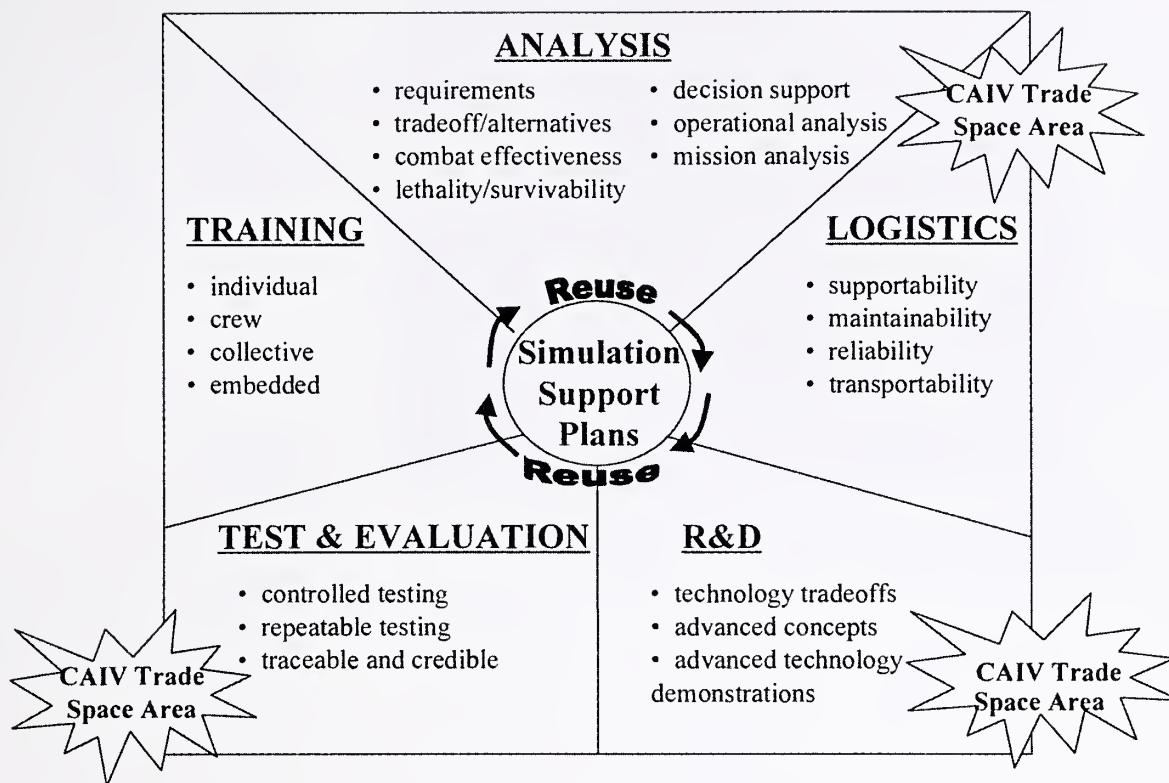 ANALYSIS
• requirements
• tradeoff/alternatives
• combat effectiveness
• lethality/survivability
• decision support
• operational analysis
• mission analysis
CAIV Trade
Space Area
TRAINING
• individual
• crew
• collective
• embedded
LOGISTICS
• supportability
• maintainability
• reliability
• transportability
Reuse
Simulation
Support
Plans
Reuse
TEST & EVALUATION
• controlled testing
• repeatable testing
• traceable and credible
R&D
• technology tradeoffs
• advanced concepts
• advanced technology
demonstrations
CAIV Trade
Space Area
CAIV Trade
Space Area